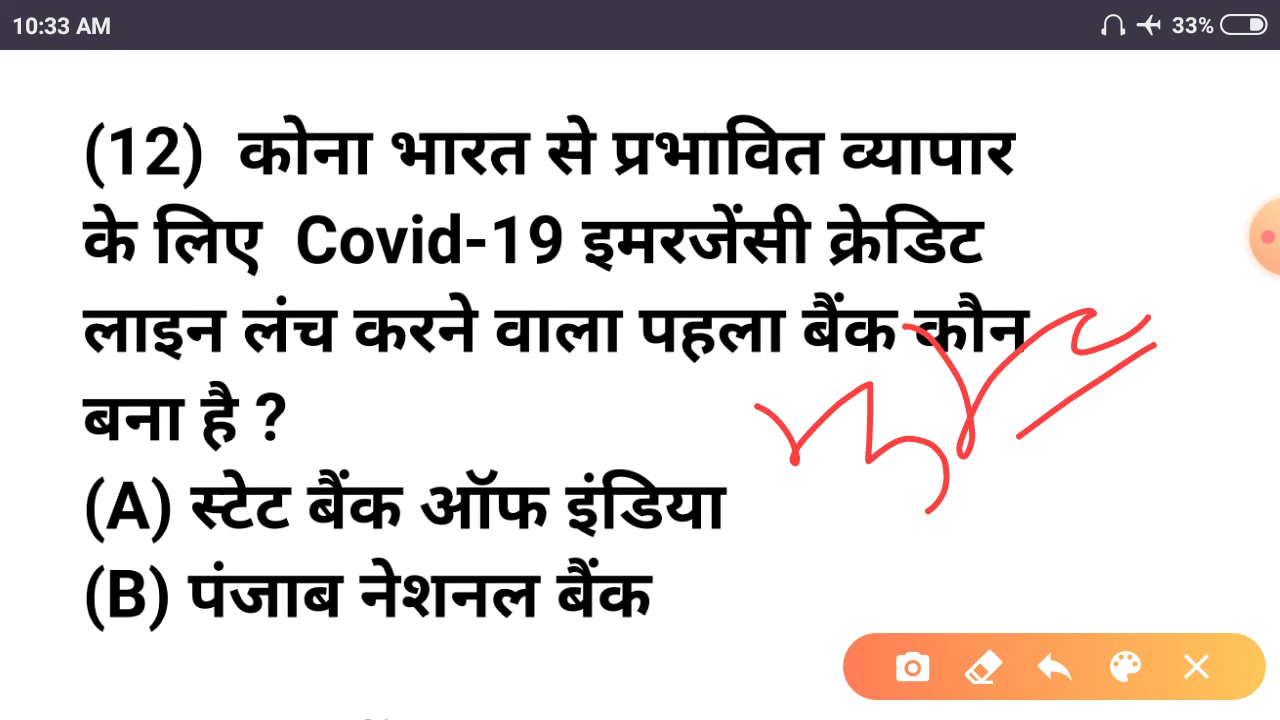 10:33 AM
33%
(12) कोना भारत से प्रभावित व्यापार
के लिए Covid-19 इमरजेंसी क्रेडिट
लाइन लंच करने वाला पहला बैंक कौन
बना है ?
(A) स्टेट बैंक ऑफ इंडिया
(B) पंजाब नेशनल बैंक